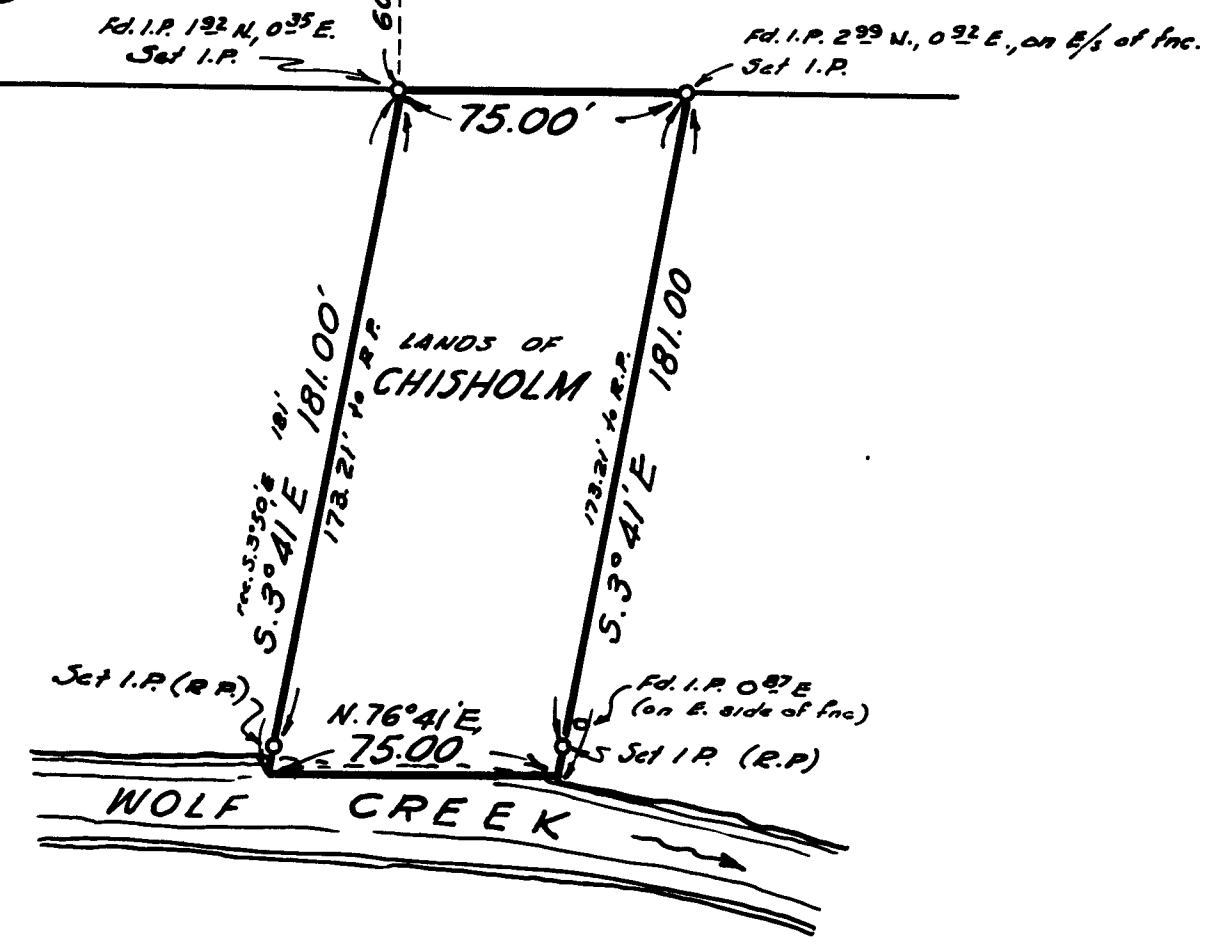 Fd. I.P. 1 92 N, 0 35 E.
Set I.P.
60
Fd. I.P. 2 99 N., 0 92 E., on E/s of fnc.
Set I.P.
75.00'
LANDS OF
CHISHOLM
rec. S. 3° 50' E 181'
S. 3° 41' E 181.00'
173.21' to R.P.
173.21' to R.P.
S. 3° 41' E 181.00
Set I.P. (R.P.)
N. 76° 41' E,
75.00
Fd. I.P. 0 87 E
(on E. side of fnc)
Set I P. (R.P)
WOLF CREEK